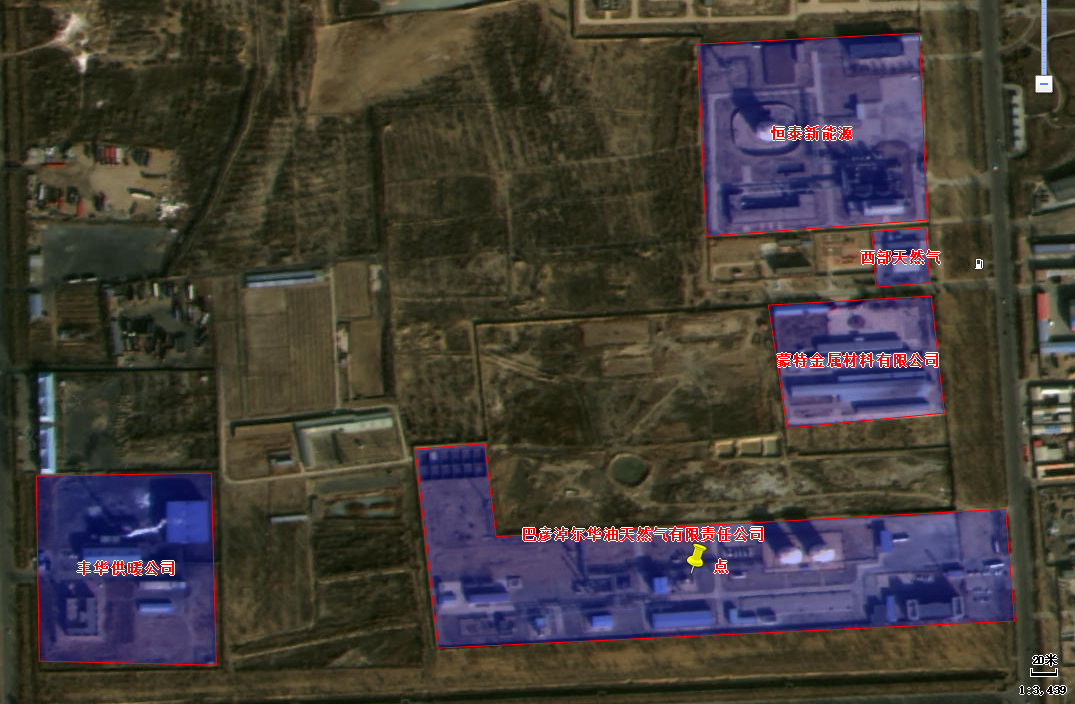 恒泰新能源
西部天然气
蒙特金属材料有限公司
巴彦淖尔华油天然气有限责任公司
点
丰华供暖公司
20米
1:3,439